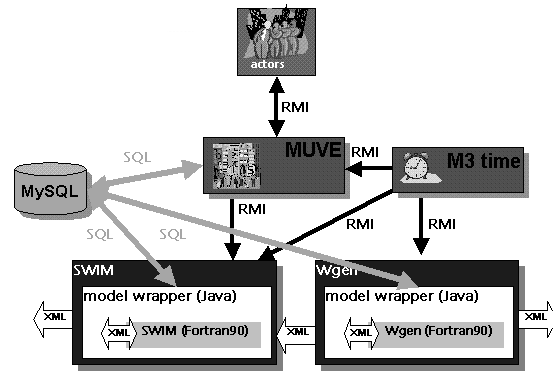 actors
RMI
MUVE
RMI
M3 time
SQL
MySQL
RMI
RMI
RMI
SQL
SQL
SWIM
Wgen
model wrapper (Java)
model wrapper (Java)
XML
XML
SWIM (Fortran90)
XML
XML
Wgen (Fortran90)
XML